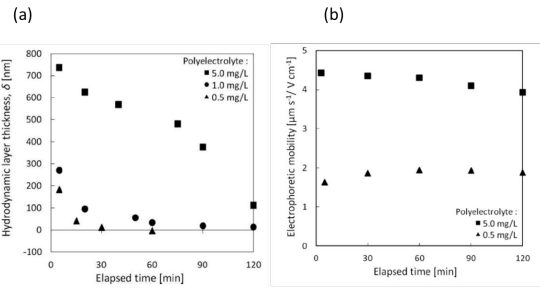 (a)
(b)
Hydrodynamic layer thickness, δ [nm]
800
700
600
500
400
300
200
100
0
-100
Polyelectrolyte :
5.0 mg/L
1.0 mg/L
0.5 mg/L
0 30 60 90 120
Elapsed time [min]
Electrophoretic mobility [μm s⁻¹/ V cm⁻¹]
5
4
3
2
1
0
Polyelectrolyte :
5.0 mg/L
0.5 mg/L
0 30 60 90 120
Elapsed time [min]